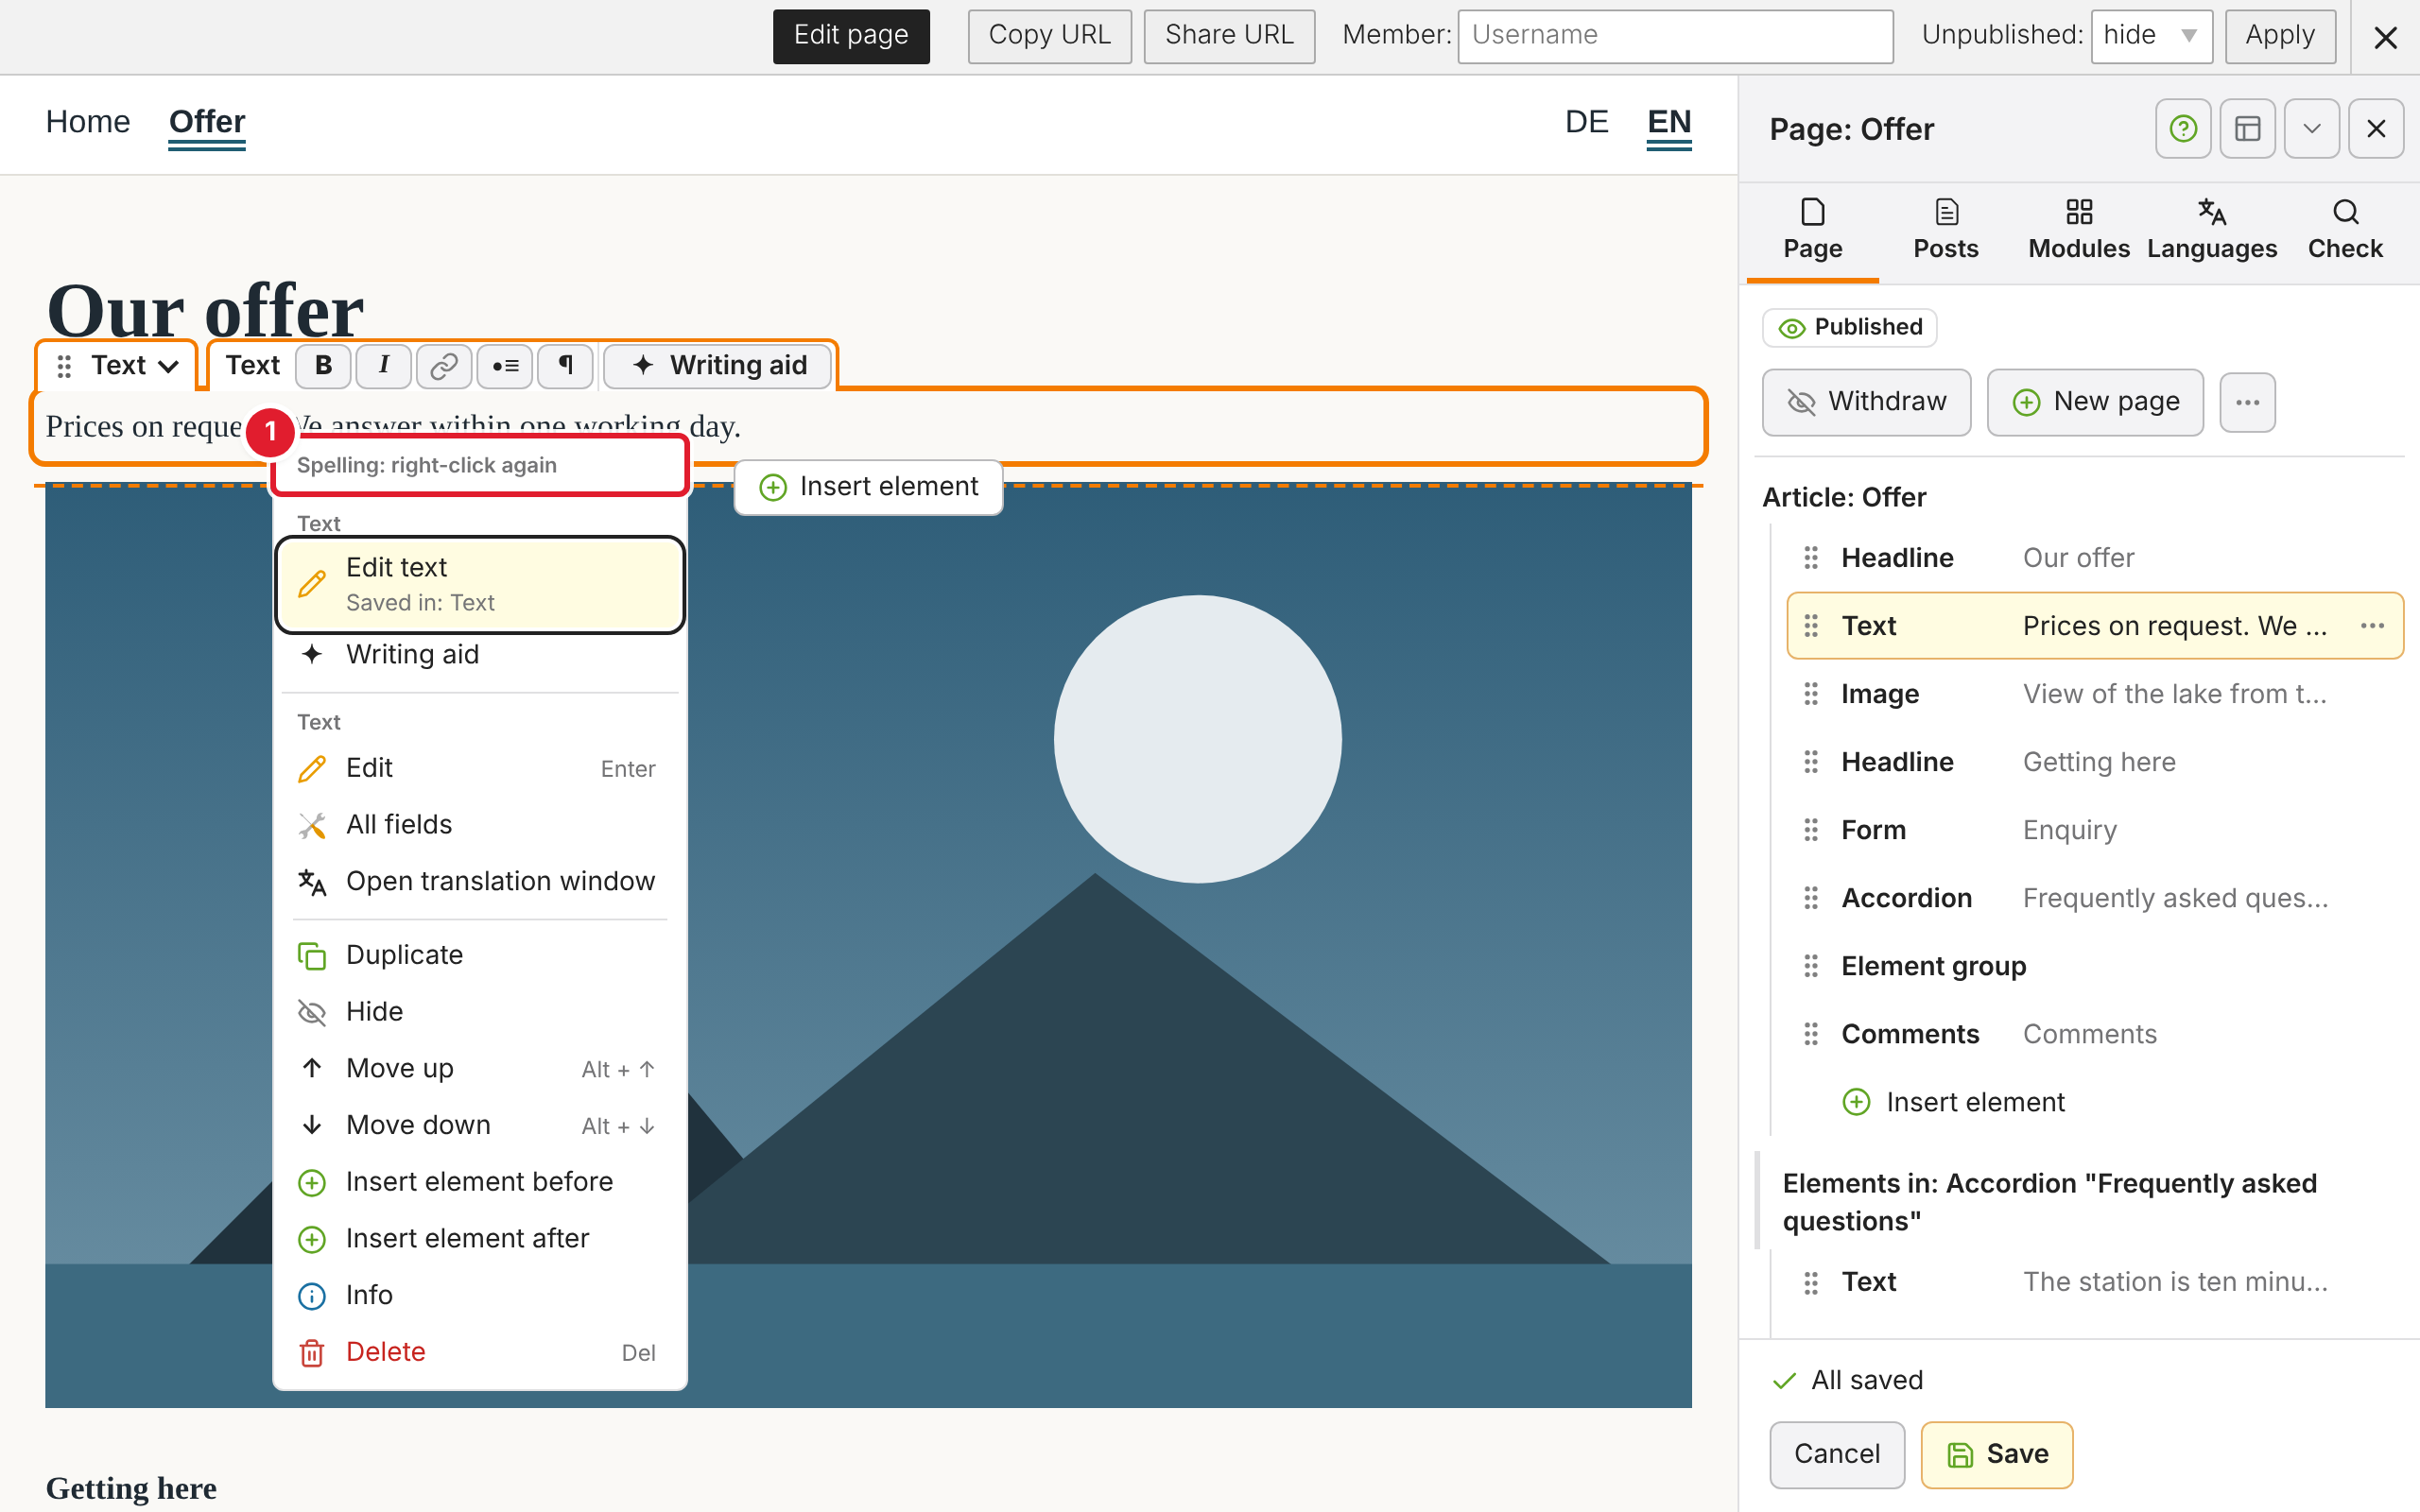 Edit page
Copy URL
Share URL
Member:
Username
Unpublished:
hide
Apply
Home
Offer
DE
EN
Our offer
Text
Text
B
I
¶
Writing aid
Prices on reque
We answer within one working day.
1
Spelling: right-click again
Insert element
Text
Edit text
Saved in: Text
Writing aid
Text
Edit Enter
All fields
Open translation window
Duplicate
Hide
Move up Alt + ↑
Move down Alt + ↓
Insert element before
Insert element after
Info
Delete Del
Getting here
Page: Offer
Page
Posts
Modules
Languages
Check
Published
Withdraw
New page
Article: Offer
Headline Our offer
Text Prices on request. We ...
Image View of the lake from t...
Headline Getting here
Form Enquiry
Accordion Frequently asked ques...
Element group
Comments Comments
Insert element
Elements in: Accordion "Frequently asked
questions"
Text The station is ten minu...
All saved
Cancel
Save